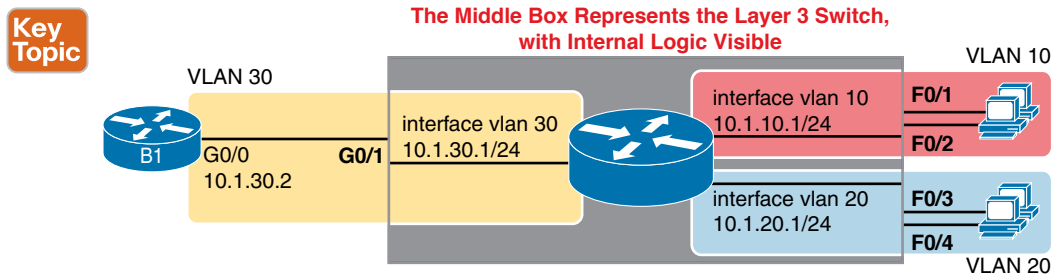 Key
Topic
The Middle Box Represents the Layer 3 Switch,
with Internal Logic Visible
VLAN 30
B1
G0/0
10.1.30.2
G0/1
interface vlan 30
10.1.30.1/24
VLAN 10
interface vlan 10
10.1.10.1/24
F0/1
F0/2
interface vlan 20
10.1.20.1/24
F0/3
F0/4
VLAN 20